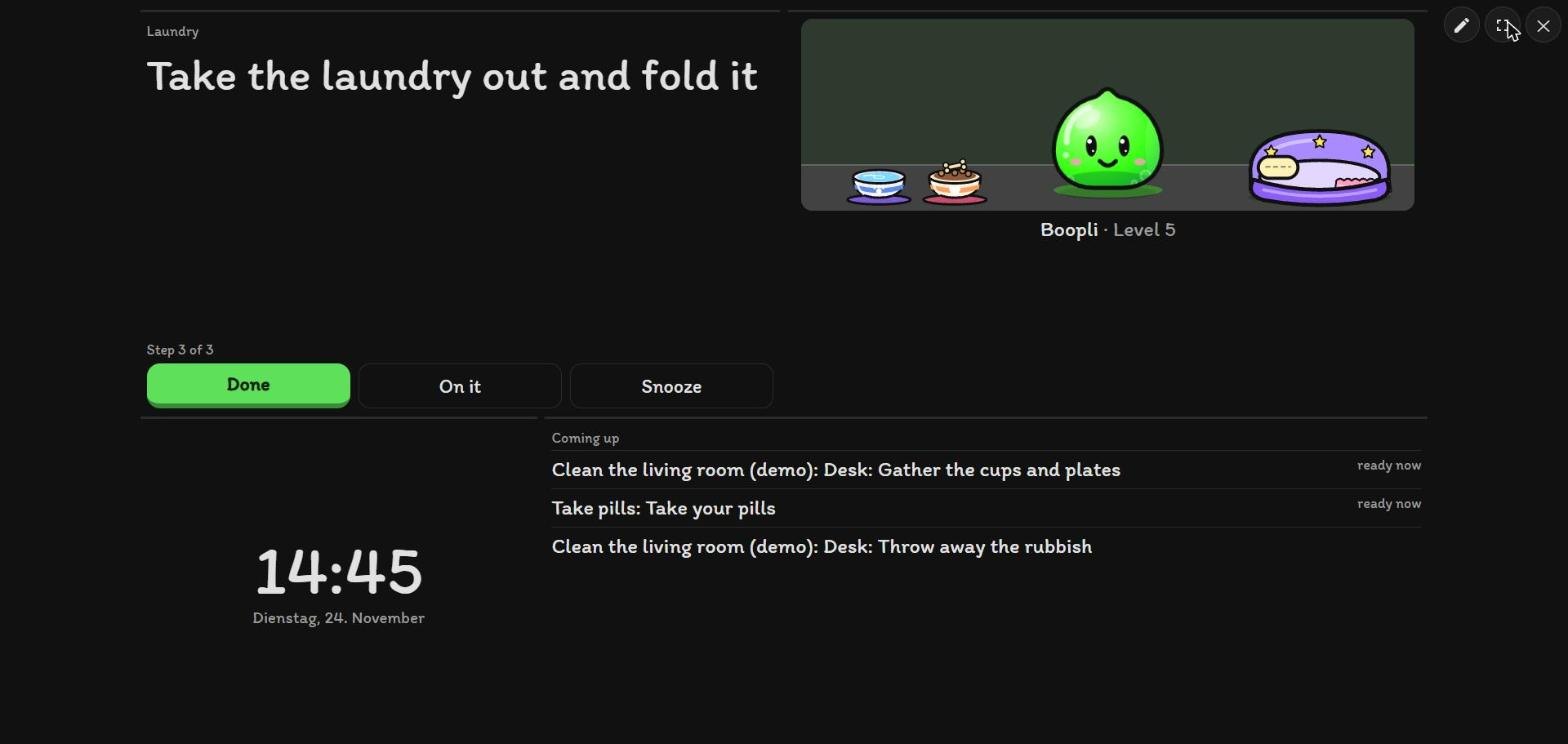 Laundry
Take the laundry out and fold it
Boopli · Level 5
Step 3 of 3
Done
On it
Snooze
Coming up
Clean the living room (demo): Desk: Gather the cups and plates
ready now
Take pills: Take your pills
ready now
Clean the living room (demo): Desk: Throw away the rubbish
14:45
Dienstag, 24. November